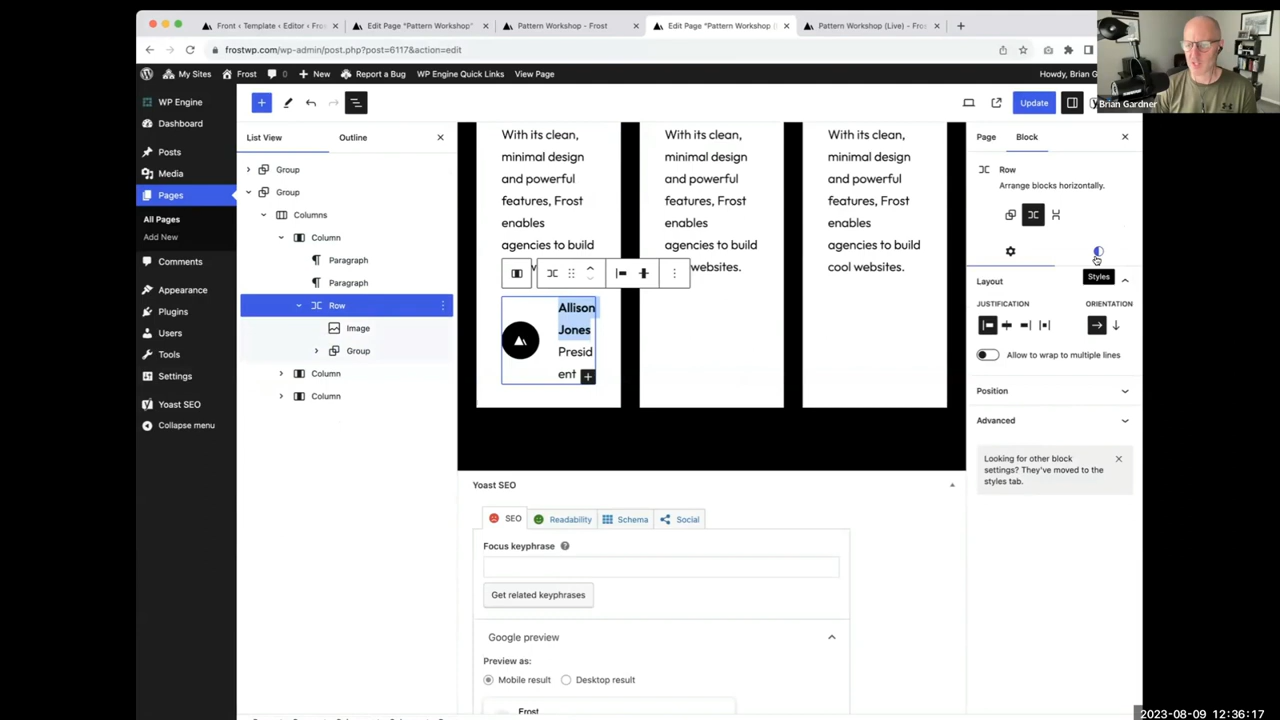 Front ‹ Template ‹ Editor ‹ Fros
Edit Page "Pattern Workshop"
Pattern Workshop - Frost
Edit Page "Pattern Workshop (
Pattern Workshop (Live) - Fros
frostwp.com/wp-admin/post.php?post=6117&action=edit
My Sites
Frost
0
New
Report a Bug
WP Engine Quick Links
View Page
Howdy, Brian G
Brian Gardner
WP Engine
Dashboard
Posts
Media
Pages
All Pages
Add New
Comments
Appearance
Plugins
Users
Tools
Settings
Yoast SEO
Collapse menu
Update
List View
Outline
Group
Group
Columns
Column
Paragraph
Paragraph
Row
Image
Group
Column
Column
With its clean,
minimal design
and powerful
features, Frost
enables
agencies to build
With its clean,
minimal design
and powerful
features, Frost
enables
agencies to build
websites.
With its clean,
minimal design
and powerful
features, Frost
enables
agencies to build
cool websites.
Allison
Jones
Presid
ent
Yoast SEO
SEO
Readability
Schema
Social
Focus keyphrase
Get related keyphrases
Google preview
Preview as:
Mobile result
Desktop result
Frost
Page
Block
Row
Arrange blocks horizontally.
Styles
Layout
JUSTIFICATION
ORIENTATION
Allow to wrap to multiple lines
Position
Advanced
Looking for other block
settings? They've moved to the
styles tab.
2023-08-09 12:36:17